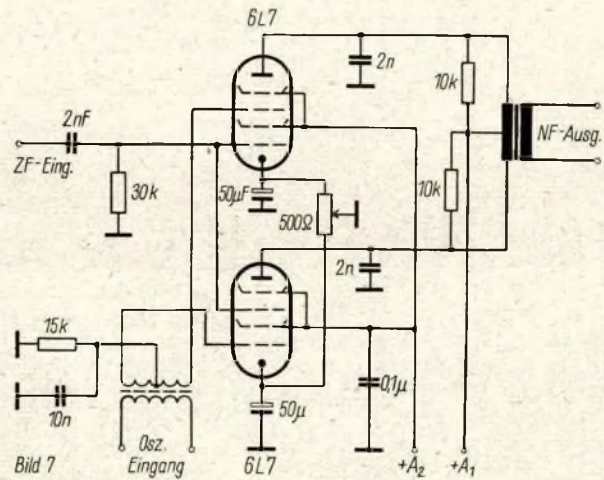 6L7
2n
10k
2nF
ZF-Eing.
NF-Ausg.
30k
50µF
500Ω
10k
2n
15k
10n
0,1µ
50µ
Osz.
Eingang
Bild 7
6L7
+A₂
+A₁